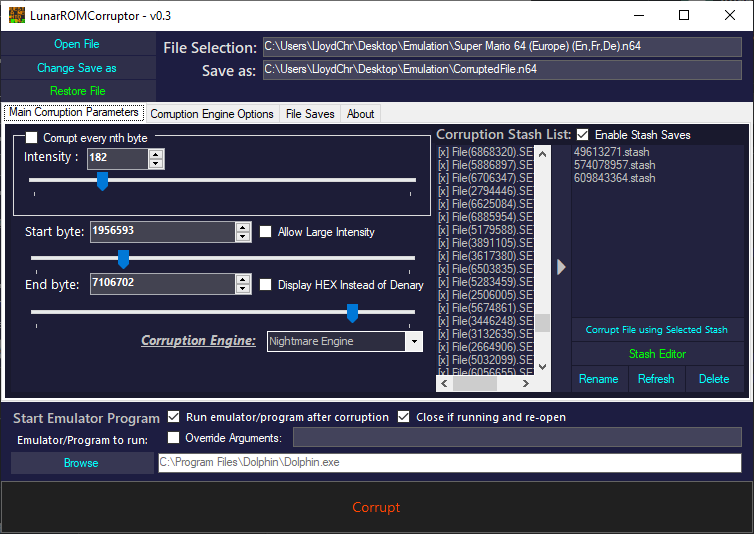 LunarROMCorruptor - v0.3
Open File
File Selection: C:\Users\LloydChr\Desktop\Emulation\Super Mario 64 (Europe) (En,Fr,De).n64
Change Save as
Save as: C:\Users\LloydChr\Desktop\Emulation\CorruptedFile.n64
Restore File
Main Corruption Parameters Corruption Engine Options File Saves About
Corrupt every nth byte
Intensity : 182
Start byte: 1956593 Allow Large Intensity
End byte: 7106702 Display HEX Instead of Denary
Corruption Engine: Nightmare Engine
Corruption Stash List: Enable Stash Saves
[x] File(6868320).SE
[x] File(5886897).SE
[x] File(6706347).SE
[x] File(2794446).SE
[x] File(6625084).SE
[x] File(6885954).SE
[x] File(5179588).SE
[x] File(3891105).SE
[x] File(3617380).SE
[x] File(6503835).SE
[x] File(5283459).SE
[x] File(2506005).SE
[x] File(5674861).SE
[x] File(3446248).SE
[x] File(3132635).SE
[x] File(2664906).SE
[x] File(5032099).SE
[x] File(6056655).SE
49613271.stash
574078957.stash
609843364.stash
Corrupt File using Selected Stash
Stash Editor
Rename Refresh Delete
Start Emulator Program Run emulator/program after corruption Close if running and re-open
Emulator/Program to run: Override Arguments:
Browse C:\Program Files\Dolphin\Dolphin.exe
Corrupt